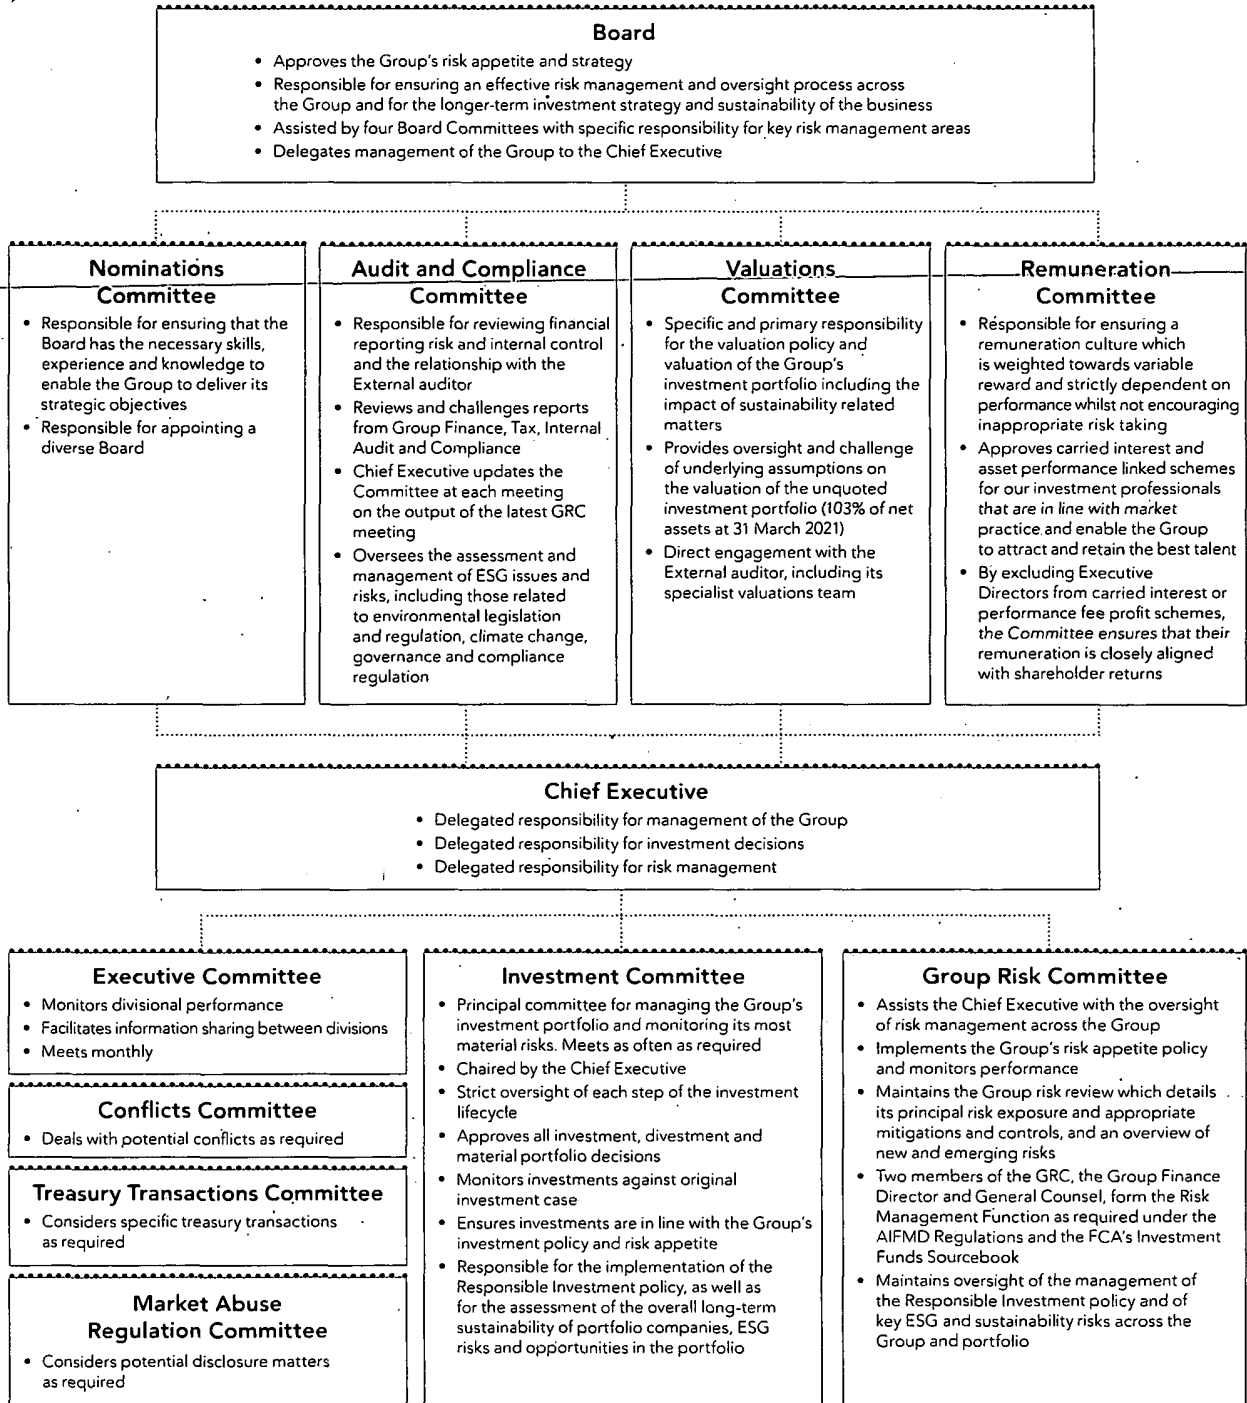 Board
• Approves the Group's risk appetite and strategy
• Responsible for ensuring an effective risk management and oversight process across
the Group and for the longer-term investment strategy and sustainability of the business
• Assisted by four Board Committees with specific responsibility for key risk management areas
• Delegates management of the Group to the Chief Executive
Nominations
Committee
• Responsible for ensuring that the
Board has the necessary skills,
experience and knowledge to
enable the Group to deliver its
strategic objectives
• Responsible for appointing a
diverse Board
Audit and Compliance
Committee
• Responsible for reviewing financial
reporting risk and internal control
and the relationship with the
External auditor
• Reviews and challenges reports
from Group Finance, Tax, Internal
Audit and Compliance
• Chief Executive updates the
Committee at each meeting
on the output of the latest GRC
meeting
• Oversees the assessment and
management of ESG issues and
risks, including those related
to environmental legislation
and regulation, climate change,
governance and compliance
regulation
Valuations
Committee
• Specific and primary responsibility
for the valuation policy and
valuation of the Group's
investment portfolio including the
impact of sustainability related
matters
• Provides oversight and challenge
of underlying assumptions on
the valuation of the unquoted
investment portfolio (103% of net
assets at 31 March 2021)
• Direct engagement with the
External auditor, including its
specialist valuations team
Remuneration
Committee
• Responsible for ensuring a
remuneration culture which
is weighted towards variable
reward and strictly dependent on
performance whilst not encouraging
inappropriate risk taking
• Approves carried interest and
asset performance linked schemes
for our investment professionals
that are in line with market
practice and enable the Group
to attract and retain the best talent
• By excluding Executive
Directors from carried interest or
performance fee profit schemes,
the Committee ensures that their
remuneration is closely aligned
with shareholder returns
Chief Executive
• Delegated responsibility for management of the Group
• Delegated responsibility for investment decisions
• Delegated responsibility for risk management
Executive Committee
• Monitors divisional performance
• Facilitates information sharing between divisions
• Meets monthly
Conflicts Committee
• Deals with potential conflicts as required
Treasury Transactions Committee
• Considers specific treasury transactions
as required
Market Abuse
Regulation Committee
• Considers potential disclosure matters
as required
Investment Committee
• Principal committee for managing the Group's
investment portfolio and monitoring its most
material risks. Meets as often as required
• Chaired by the Chief Executive
• Strict oversight of each step of the investment
lifecycle
• Approves all investment, divestment and
material portfolio decisions
• Monitors investments against original
investment case
• Ensures investments are in line with the Group's
investment policy and risk appetite
• Responsible for the implementation of the
Responsible Investment policy, as well as
for the assessment of the overall long-term
sustainability of portfolio companies, ESG
risks and opportunities in the portfolio
Group Risk Committee
• Assists the Chief Executive with the oversight
of risk management across the Group
• Implements the Group's risk appetite policy
and monitors performance
• Maintains the Group risk review which details
its principal risk exposure and appropriate
mitigations and controls, and an overview of
new and emerging risks
• Two members of the GRC, the Group Finance
Director and General Counsel, form the Risk
Management Function as required under the
AIFMD Regulations and the FCA's Investment
Funds Sourcebook
• Maintains oversight of the management of
the Responsible Investment policy and of
key ESG and sustainability risks across the
Group and portfolio